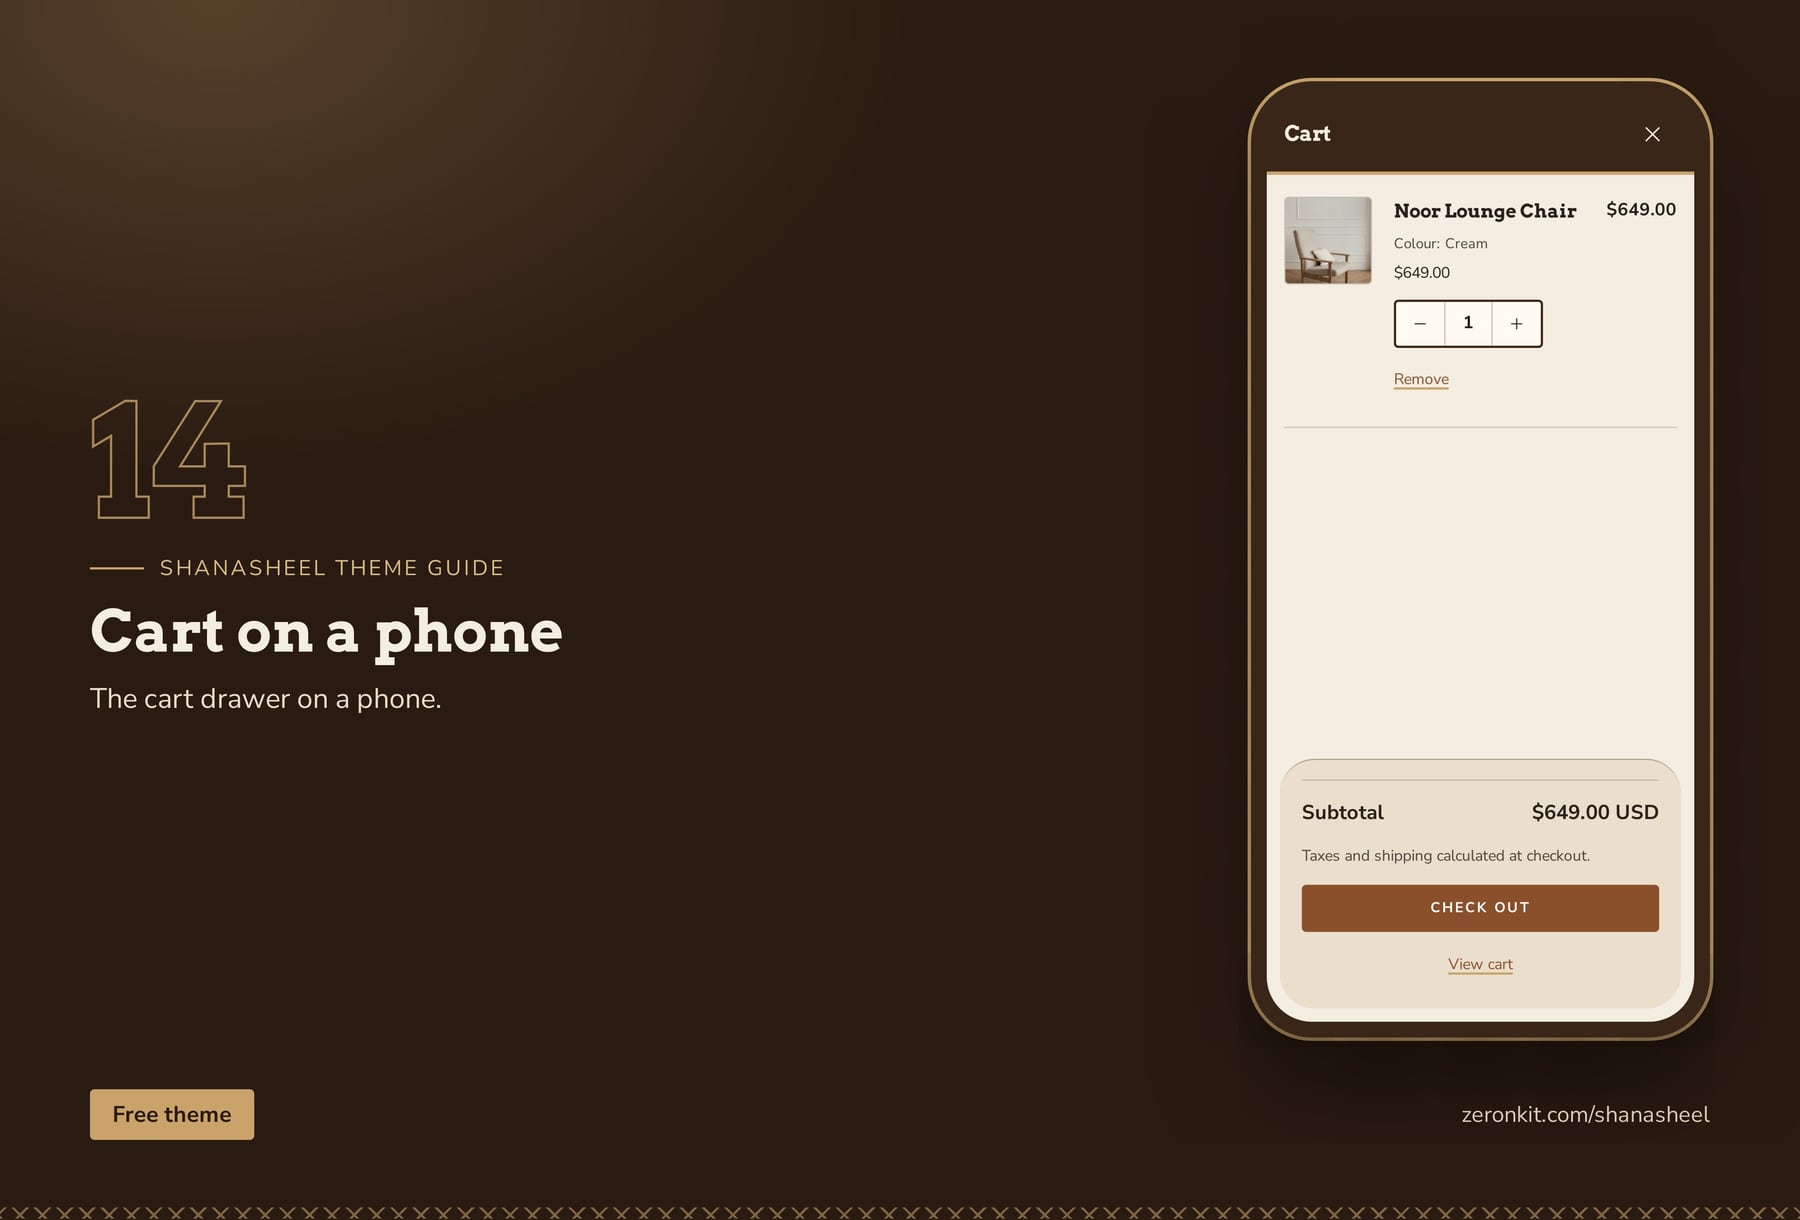 14
SHANASHEEL THEME GUIDE
Cart on a phone
The cart drawer on a phone.
Free theme
Cart
Noor Lounge Chair $649.00
Colour: Cream
$649.00
− 1 +
Remove
Subtotal $649.00 USD
Taxes and shipping calculated at checkout.
CHECK OUT
View cart
zeronkit.com/shanasheel